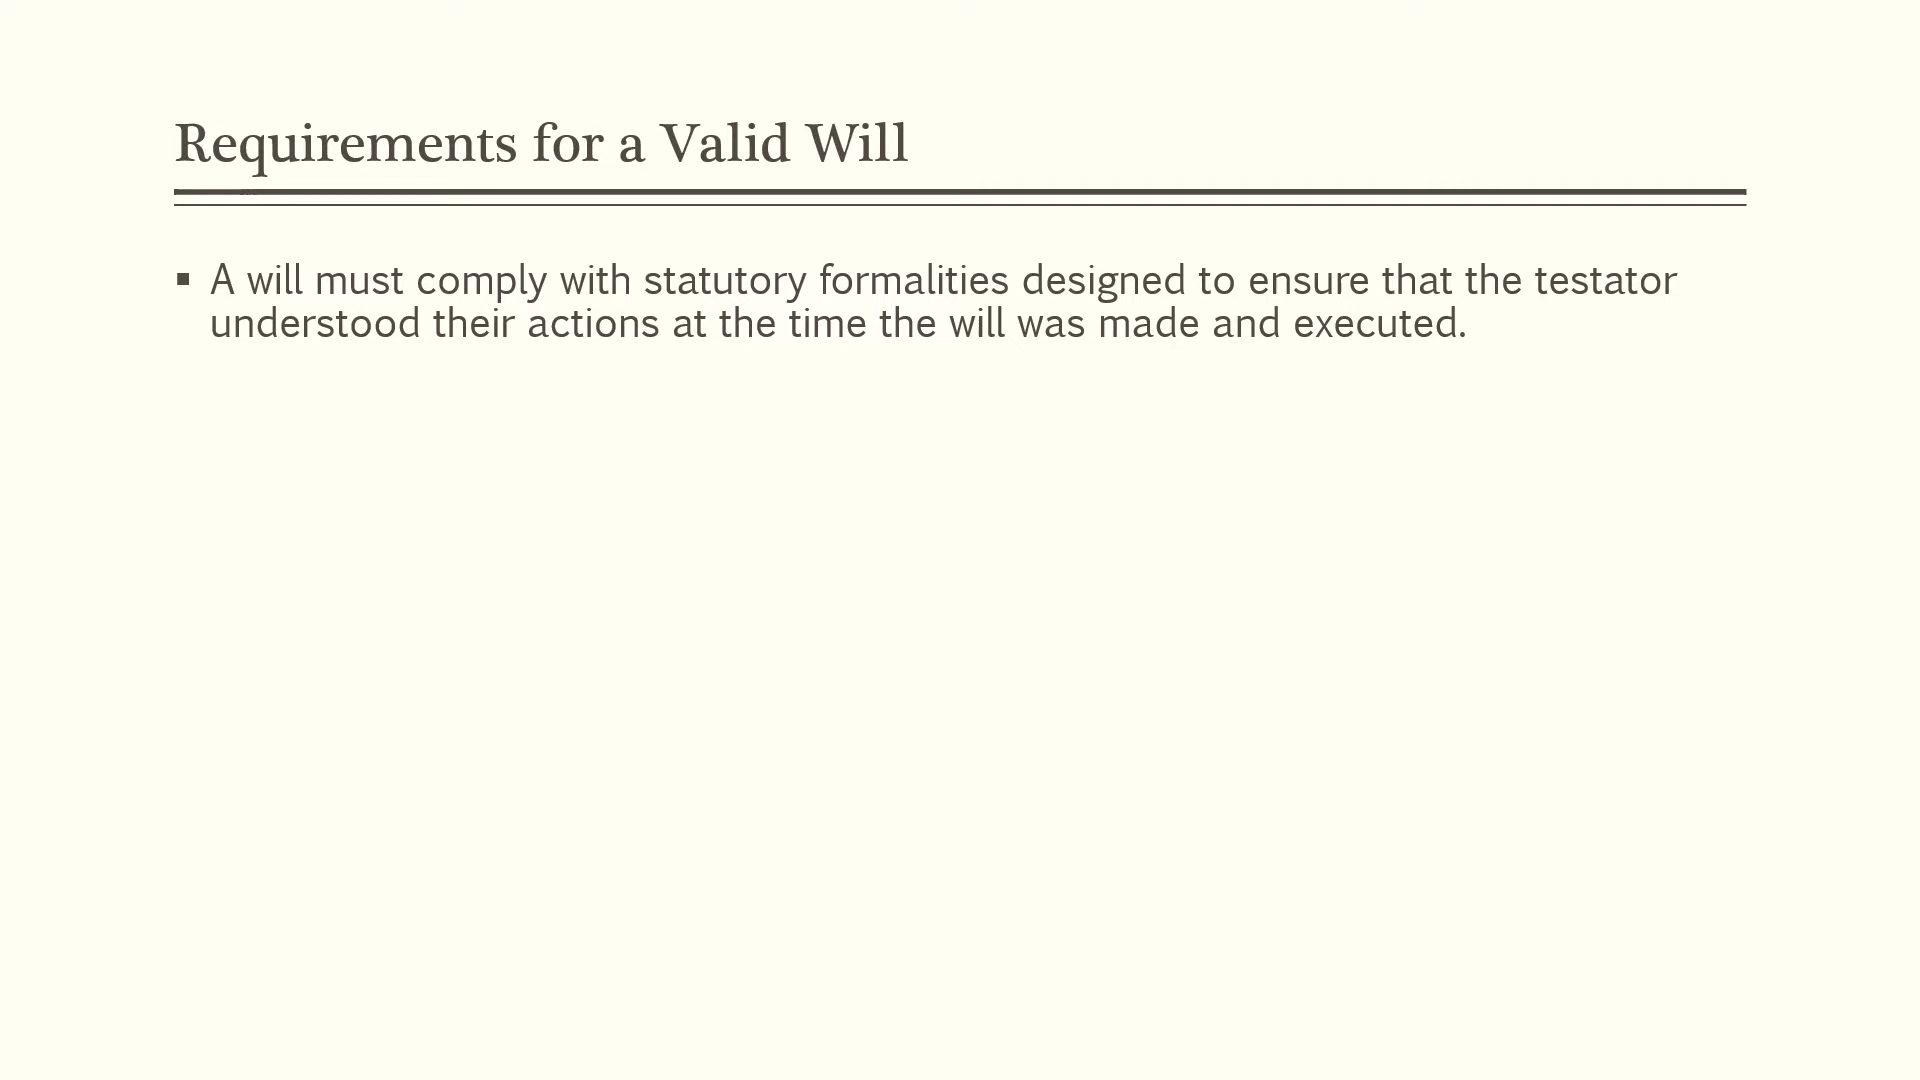 Requirements for a Valid Will
▪ A will must comply with statutory formalities designed to ensure that the testator
understood their actions at the time the will was made and executed.